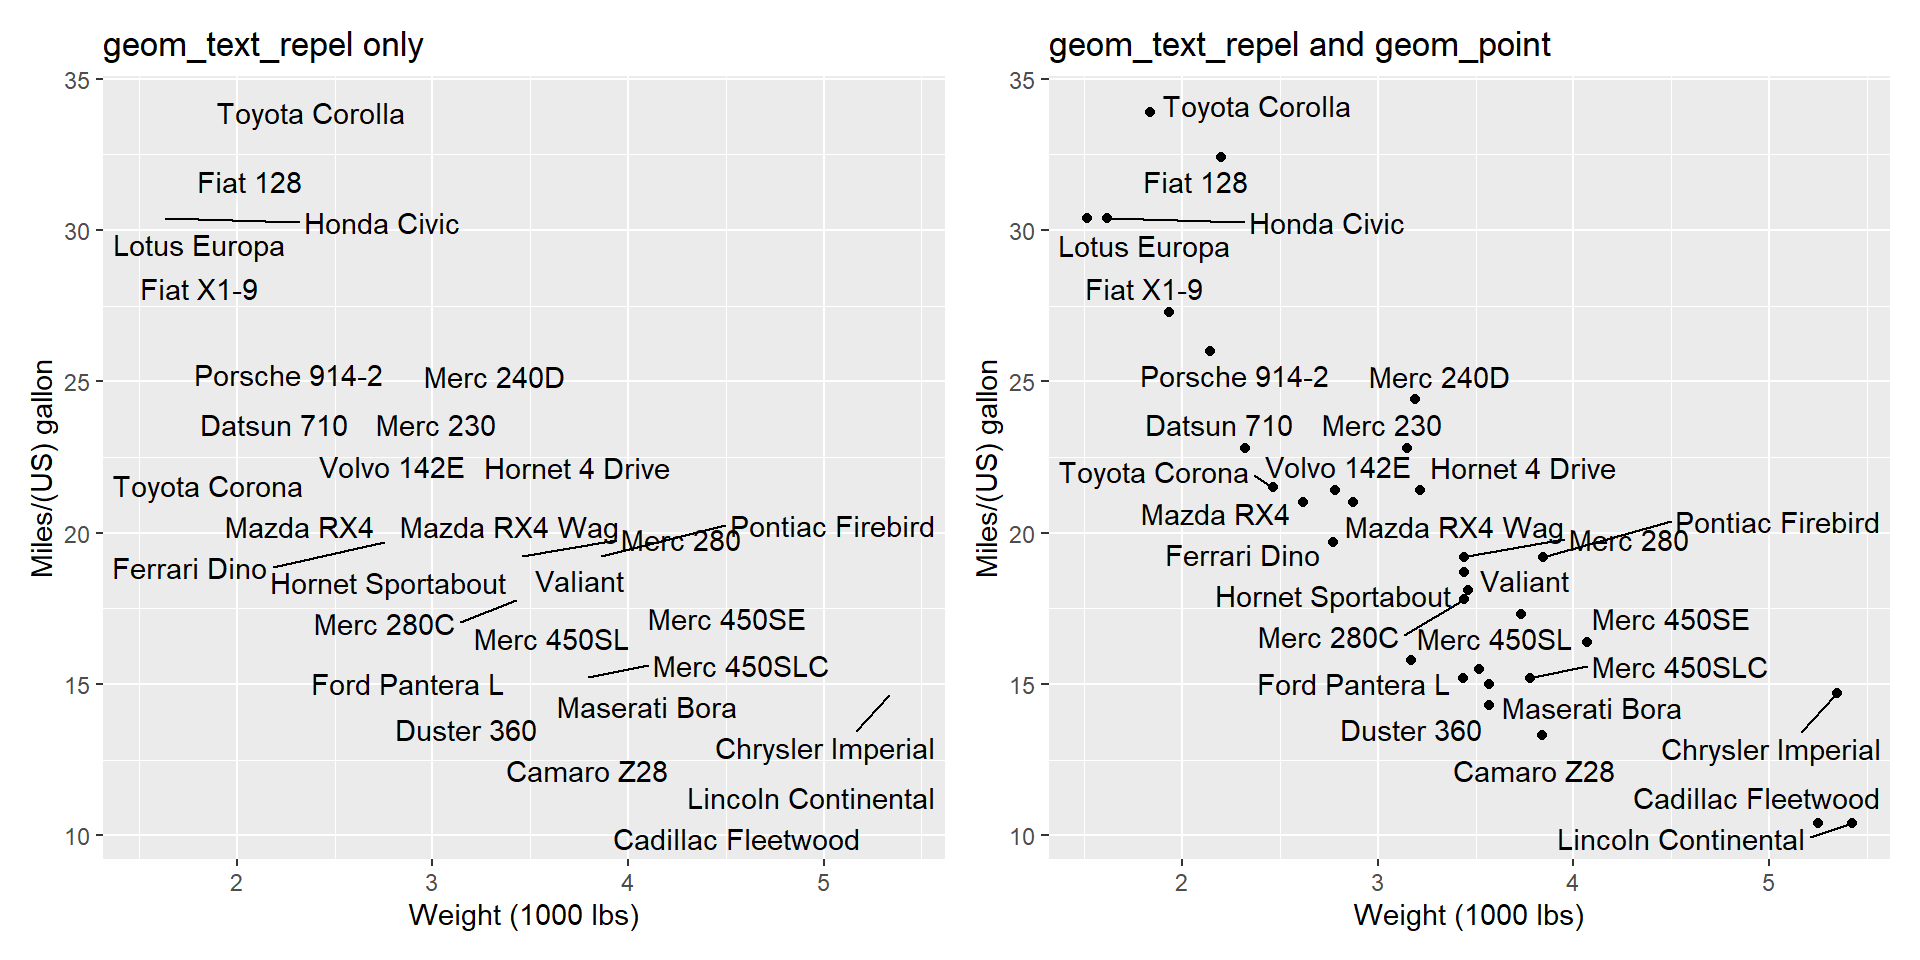 geom_text_repel only
35
30
25
20
15
10
Miles/(US) gallon
Toyota Corolla
Fiat 128
Honda Civic
Lotus Europa
Fiat X1-9
Porsche 914-2
Merc 240D
Datsun 710
Merc 230
Volvo 142E
Hornet 4 Drive
Toyota Corona
Mazda RX4
Mazda RX4 Wag
Pontiac Firebird
Merc 280
Ferrari Dino
Hornet Sportabout
Valiant
Merc 280C
Merc 450SE
Merc 450SL
Merc 450SLC
Ford Pantera L
Maserati Bora
Duster 360
Chrysler Imperial
Camaro Z28
Lincoln Continental
Cadillac Fleetwood
2
3
4
5
Weight (1000 lbs)
geom_text_repel and geom_point
35
30
25
20
15
10
Miles/(US) gallon
Toyota Corolla
Fiat 128
Honda Civic
Lotus Europa
Fiat X1-9
Porsche 914-2
Merc 240D
Datsun 710
Merc 230
Volvo 142E
Hornet 4 Drive
Toyota Corona
Mazda RX4
Mazda RX4 Wag
Pontiac Firebird
Merc 280
Ferrari Dino
Valiant
Hornet Sportabout
Merc 450SE
Merc 280C
Merc 450SL
Merc 450SLC
Ford Pantera L
Maserati Bora
Duster 360
Chrysler Imperial
Camaro Z28
Cadillac Fleetwood
Lincoln Continental
2
3
4
5
Weight (1000 lbs)